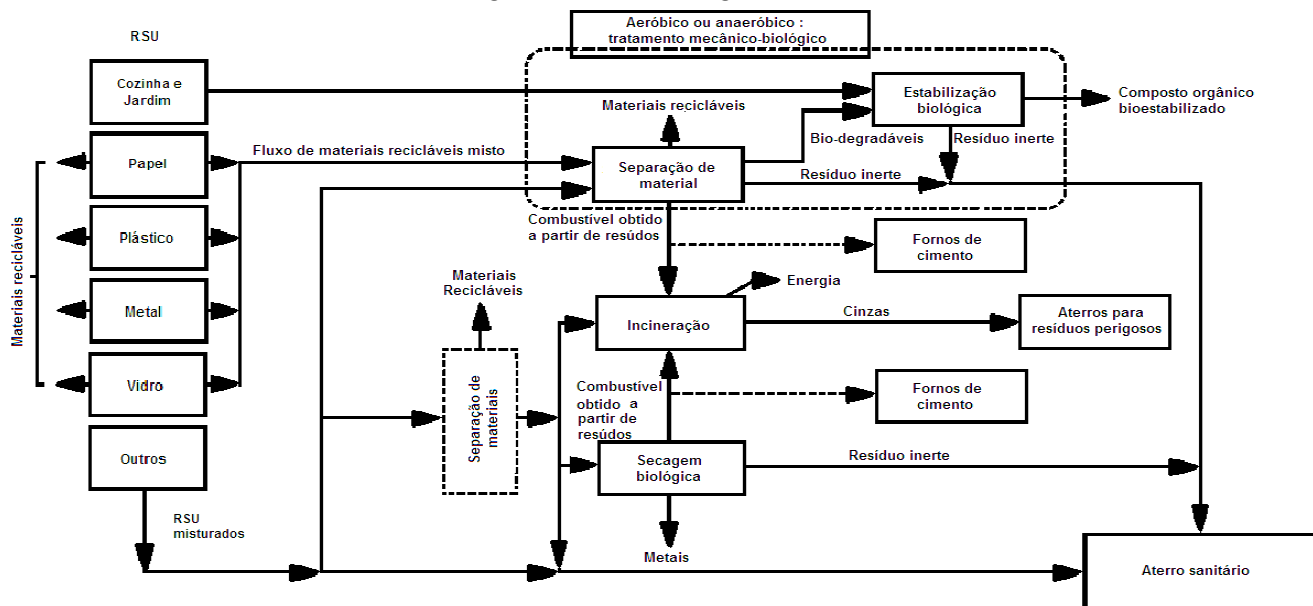 Aeróbico ou anaeróbico :
tratamento mecânico-biológico
RSU
Cozinha e
Jardim
Estabilização
biológica
Composto orgânico
bioestabilizado
Materiais recicláveis
Bio-degradáveis
Resíduo inerte
Papel
Fluxo de materiais recicláveis misto
Separação de
material
Resíduo inerte
Combustível obtido
a partir de resúdos
Materiais recicláveis
Plástico
Fornos de
cimento
Materiais
Recicláveis
Energia
Metal
Incineração
Cinzas
Aterros para
resíduos perigosos
Vidro
Separação de
materiais
Combustível
obtido a
partir de
resúdos
Fornos de
cimento
Outros
Secagem
biológica
Resíduo inerte
RSU
misturados
Metais
Aterro sanitário